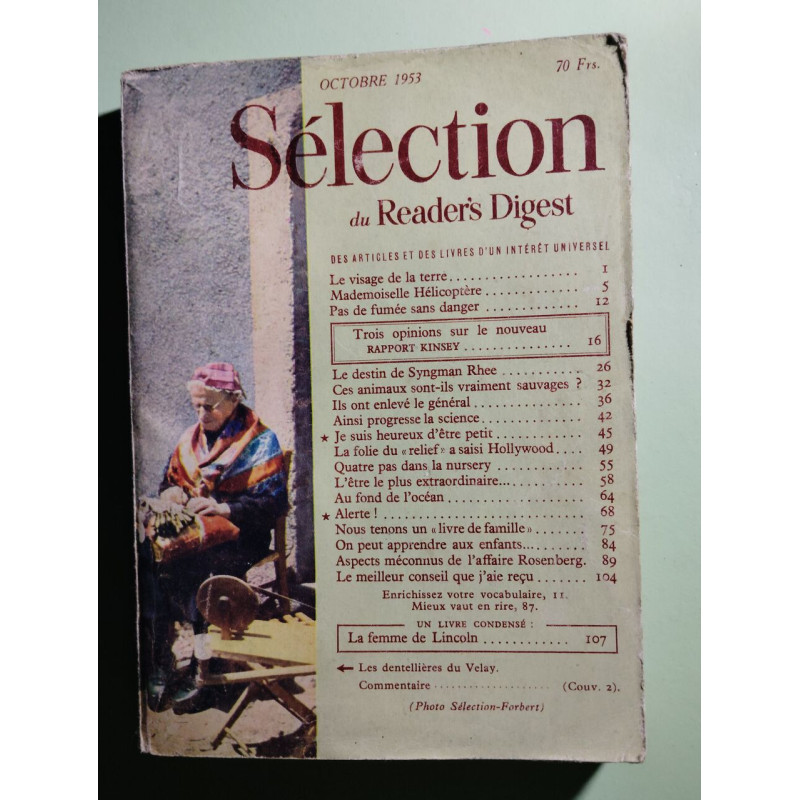 OCTOBRE 1953
70 Frs.
Sélection
du Reader's Digest
DES ARTICLES ET DES LIVRES D'UN INTÉRÊT UNIVERSEL
Le visage de la terre.................. 1
Mademoiselle Hélicoptère ............. 5
Pas de fumée sans danger ............. 12
Trois opinions sur le nouveau
RAPPORT KINSEY ............... 16
Le destin de Syngman Rhee ........... 26
Ces animaux sont-ils vraiment sauvages ? 32
Ils ont enlevé le général............... 36
Ainsi progresse la science.............. 42
★ Je suis heureux d'être petit............ 45
La folie du « relief » a saisi Hollywood.... 49
Quatre pas dans la nursery ........... 55
L'être le plus extraordinaire............. 58
Au fond de l'océan ................... 64
★ Alerte ! ............................ 68
Nous tenons un « livre de famille »....... 75
On peut apprendre aux enfants.......... 84
Aspects méconnus de l'affaire Rosenberg. 89
Le meilleur conseil que j'aie reçu ....... 104
Enrichissez votre vocabulaire, 11.
Mieux vaut en rire, 87.
UN LIVRE CONDENSÉ :
La femme de Lincoln ............ 107
← Les dentellières du Velay.
Commentaire .................... (Couv. 2).
(Photo Sélection-Forbert)